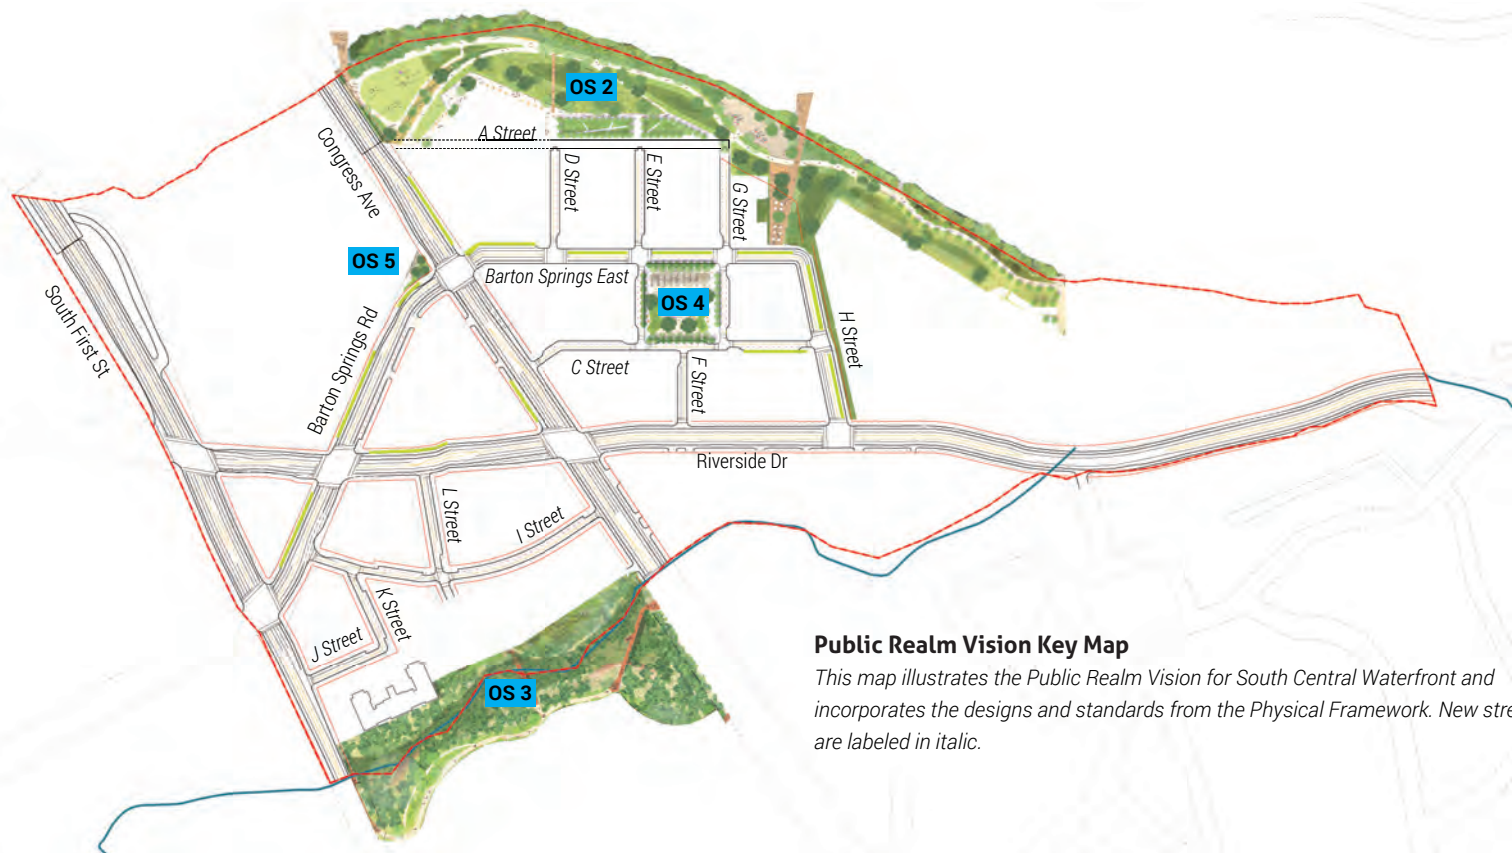 OS 2
A Street
Congress Ave
D Street
E Street
G Street
OS 5
Barton Springs East
OS 4
South First St
Barton Springs Rd
H Street
C Street
F Street
Riverside Dr
L Street
I Street
K Street
J Street
OS 3
Public Realm Vision Key Map
This map illustrates the Public Realm Vision for South Central Waterfront and
incorporates the designs and standards from the Physical Framework. New stre
are labeled in italic.